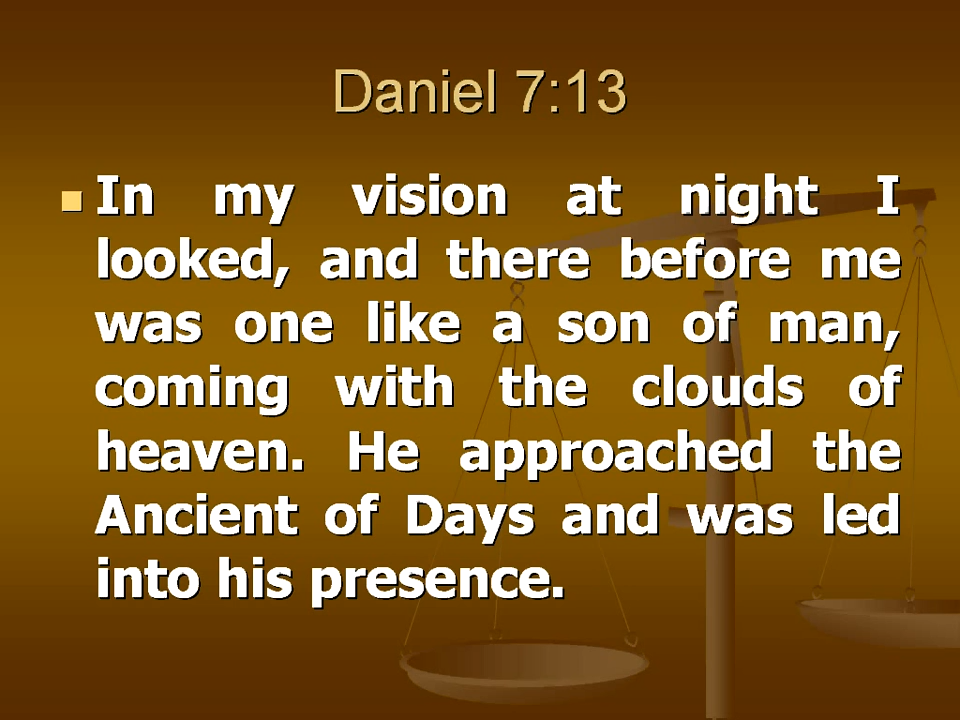 Daniel 7:13
In my vision at night I
looked, and there before me
was one like a son of man,
coming with the clouds of
heaven. He approached the
Ancient of Days and was led
into his presence.